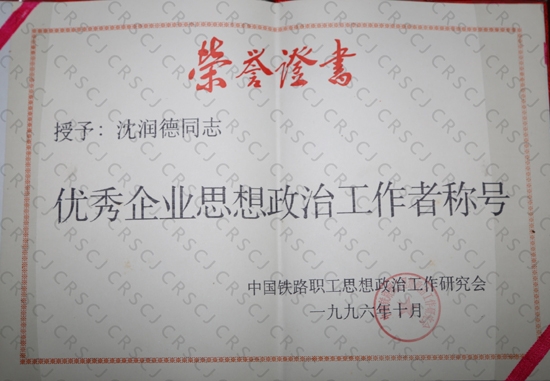 榮誉證書
授予：沈润德同志
优秀企业思想政治工作者称号
中国铁路职工思想政治工作研究会
一九九六年十月
CRSCJ